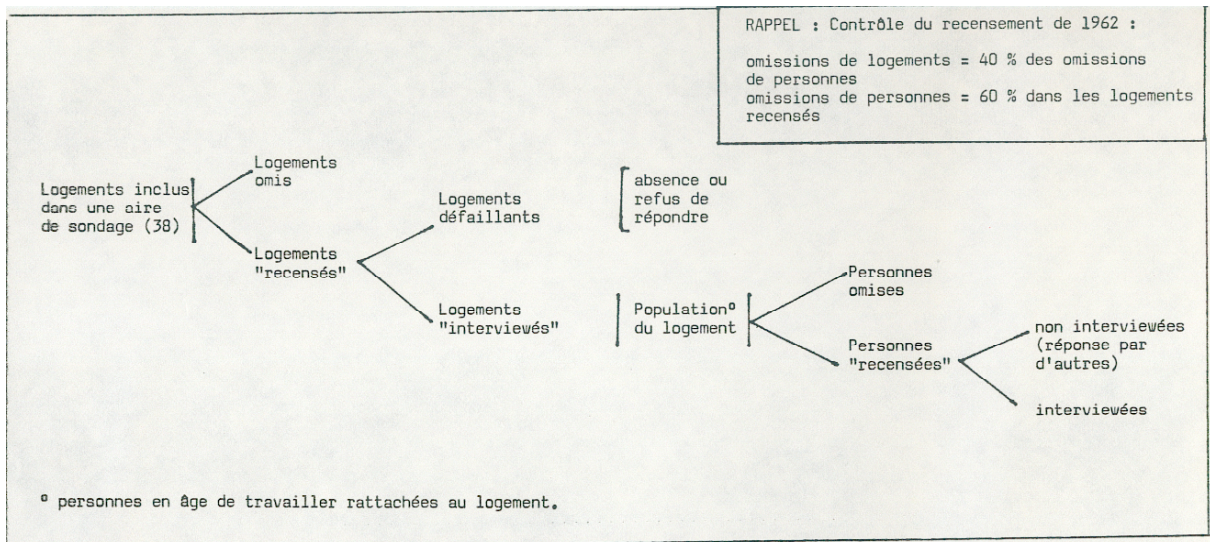 RAPPEL : Contrôle du recensement de 1962 :
omissions de logements = 40 % des omissions
de personnes
omissions de personnes = 60 % dans les logements
recensés
Logements inclus
dans une aire
de sondage (38)
Logements
omis
Logements
"recensés"
Logements
défaillants
absence ou
refus de
répondre
Logements
"interviewés"
Populationº
du logement
Personnes
omises
Personnes
"recensées"
non interviewées
(réponse par
d'autres)
interviewées
º personnes en âge de travailler rattachées au logement.